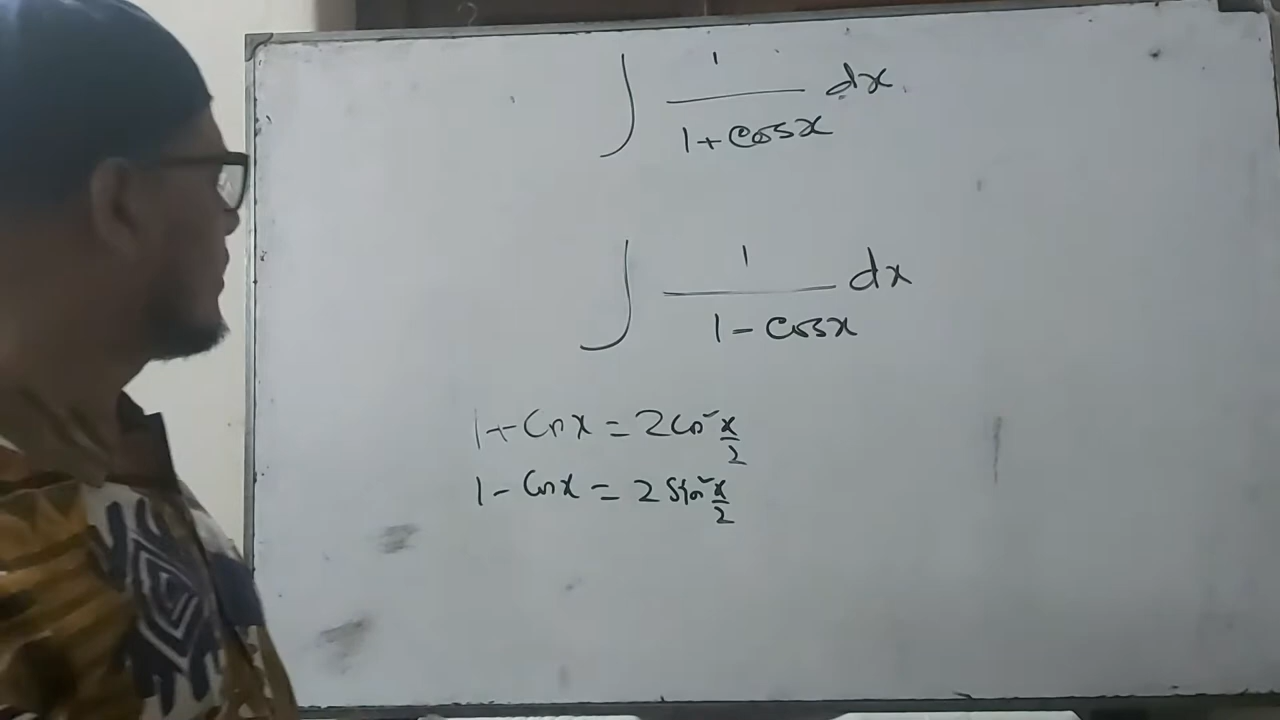 ∫ 1/(1+cosx) dx
∫ 1/(1-cosx) dx
1+cosx = 2cos²x/2
1-cosx = 2sin²x/2